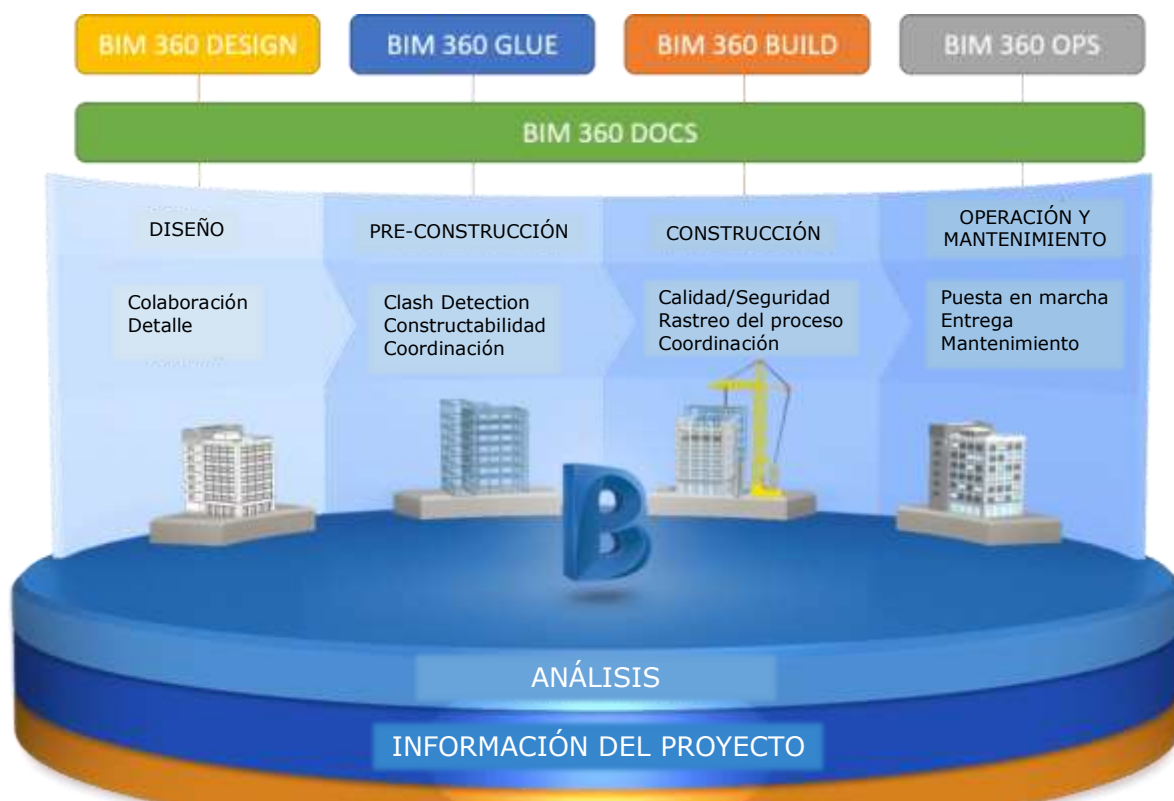 BIM 360 DESIGN
BIM 360 GLUE
BIM 360 BUILD
BIM 360 OPS
BIM 360 DOCS
DISEÑO
PRE-CONSTRUCCIÓN
CONSTRUCCIÓN
OPERACIÓN Y
MANTENIMIENTO
Colaboración
Detalle
Clash Detection
Constructabilidad
Coordinación
Calidad/Seguridad
Rastreo del proceso
Coordinación
Puesta en marcha
Entrega
Mantenimiento
B
ANÁLISIS
INFORMACIÓN DEL PROYECTO